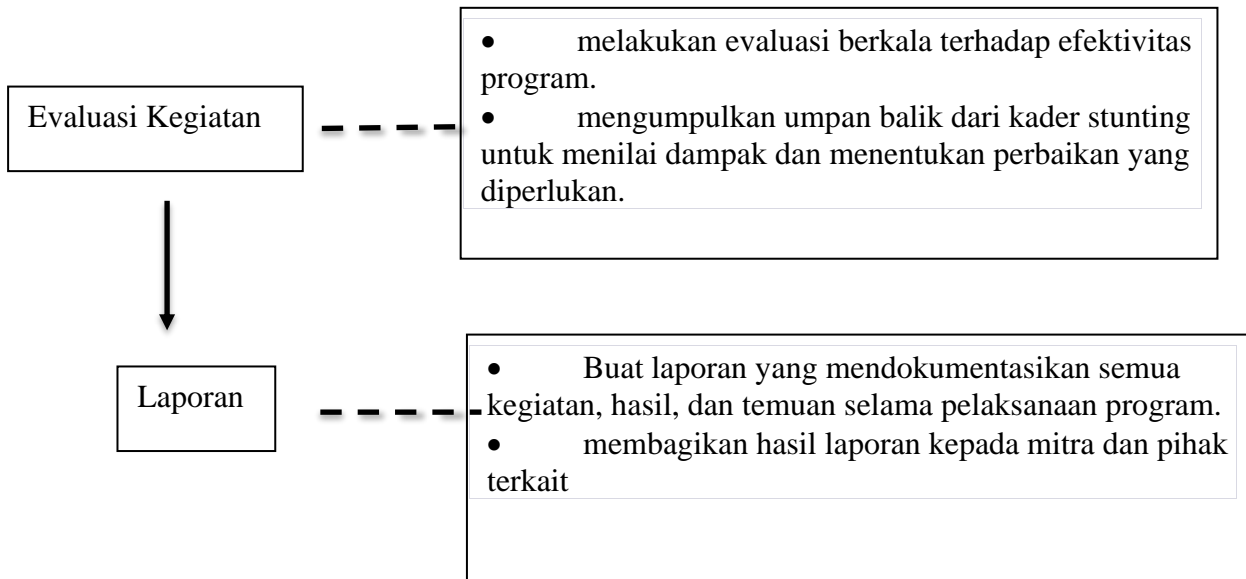 Evaluasi Kegiatan
• melakukan evaluasi berkala terhadap efektivitas
program.
• mengumpulkan umpan balik dari kader stunting
untuk menilai dampak dan menentukan perbaikan yang
diperlukan.
Laporan
• Buat laporan yang mendokumentasikan semua
kegiatan, hasil, dan temuan selama pelaksanaan program.
• membagikan hasil laporan kepada mitra dan pihak
terkait